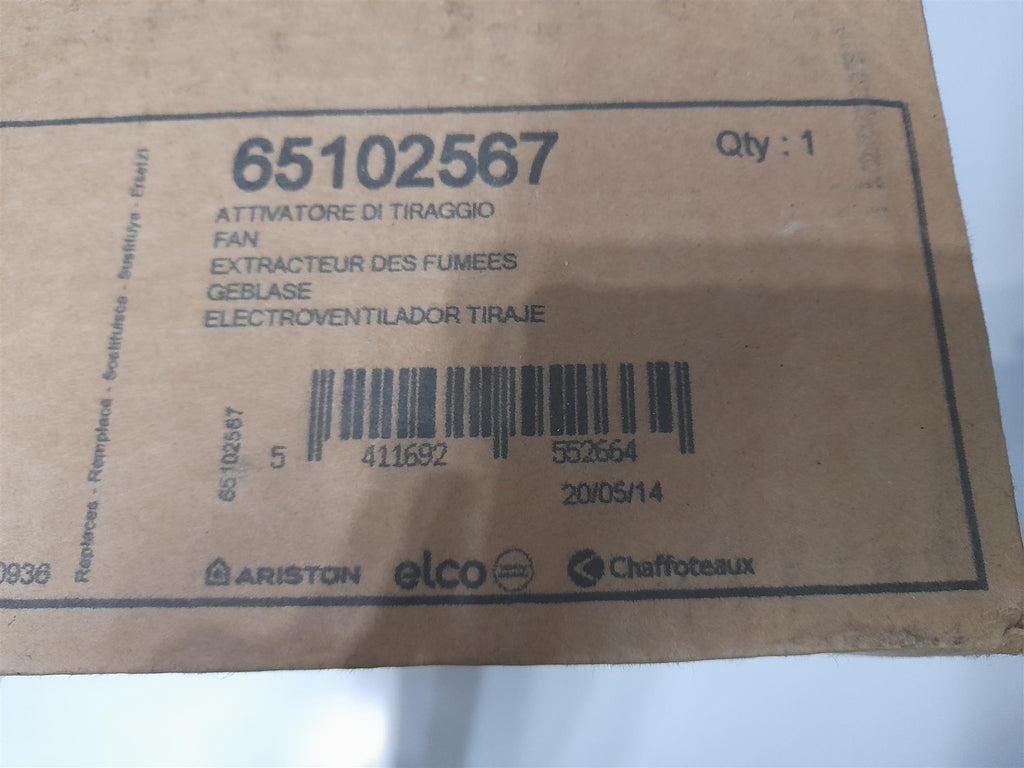 65102567
Qty : 1
ATTIVATORE DI TIRAGGIO
FAN
EXTRACTEUR DES FUMEES
GEBLASE
ELECTROVENTILADOR TIRAJE
Replaces - Remplace - Sostituisce - Sustituye - Ersetzt
65102567
5 411692 552664
20/05/14
0936
ARISTON
elco
Chaffoteaux